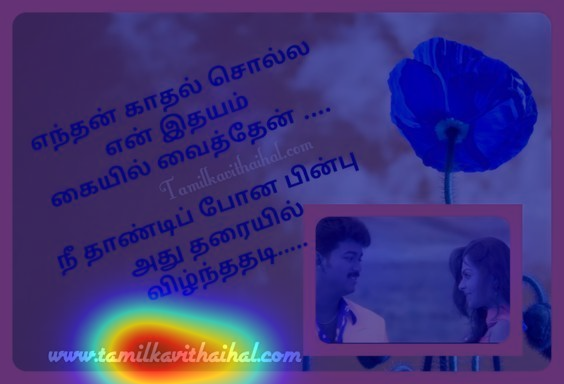 எந்தன் காதல் சொல்ல
என் இதயம்
கையில் வைத்தேன் ....
Tamilkavithaihal.com
நீ தாண்டிப் போன பின்பு
அது தரையில்
விழ்ந்ததடி.....
www.tamilkavithaihal.com